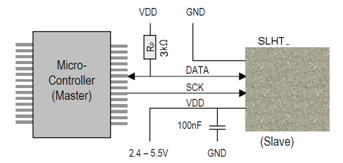 VDD
GND
SLHT_
RP
3kΩ
Micro-
Controller
(Master)
DATA
SCK
VDD
100nF
(Slave)
2.4 – 5.5V
GND